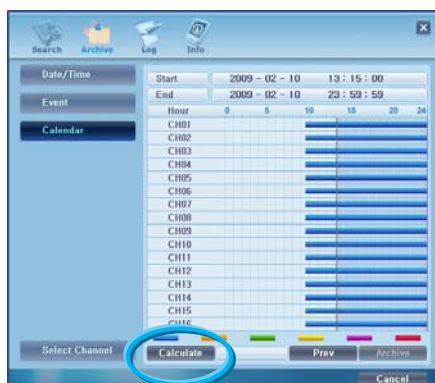 Search Archive Log Info
Date/Time
Event
Calendar
Start 2009 - 02 - 10 13 : 15 : 00
End 2009 - 02 - 10 23 : 59 : 59
Hour 0 5 10 15 20 24
CH01
CH02
CH03
CH04
CH05
CH06
CH07
CH08
CH09
CH10
CH11
CH12
CH13
CH14
CH15
CH16
Select Channel
Calculate Prev Archive
Cancel